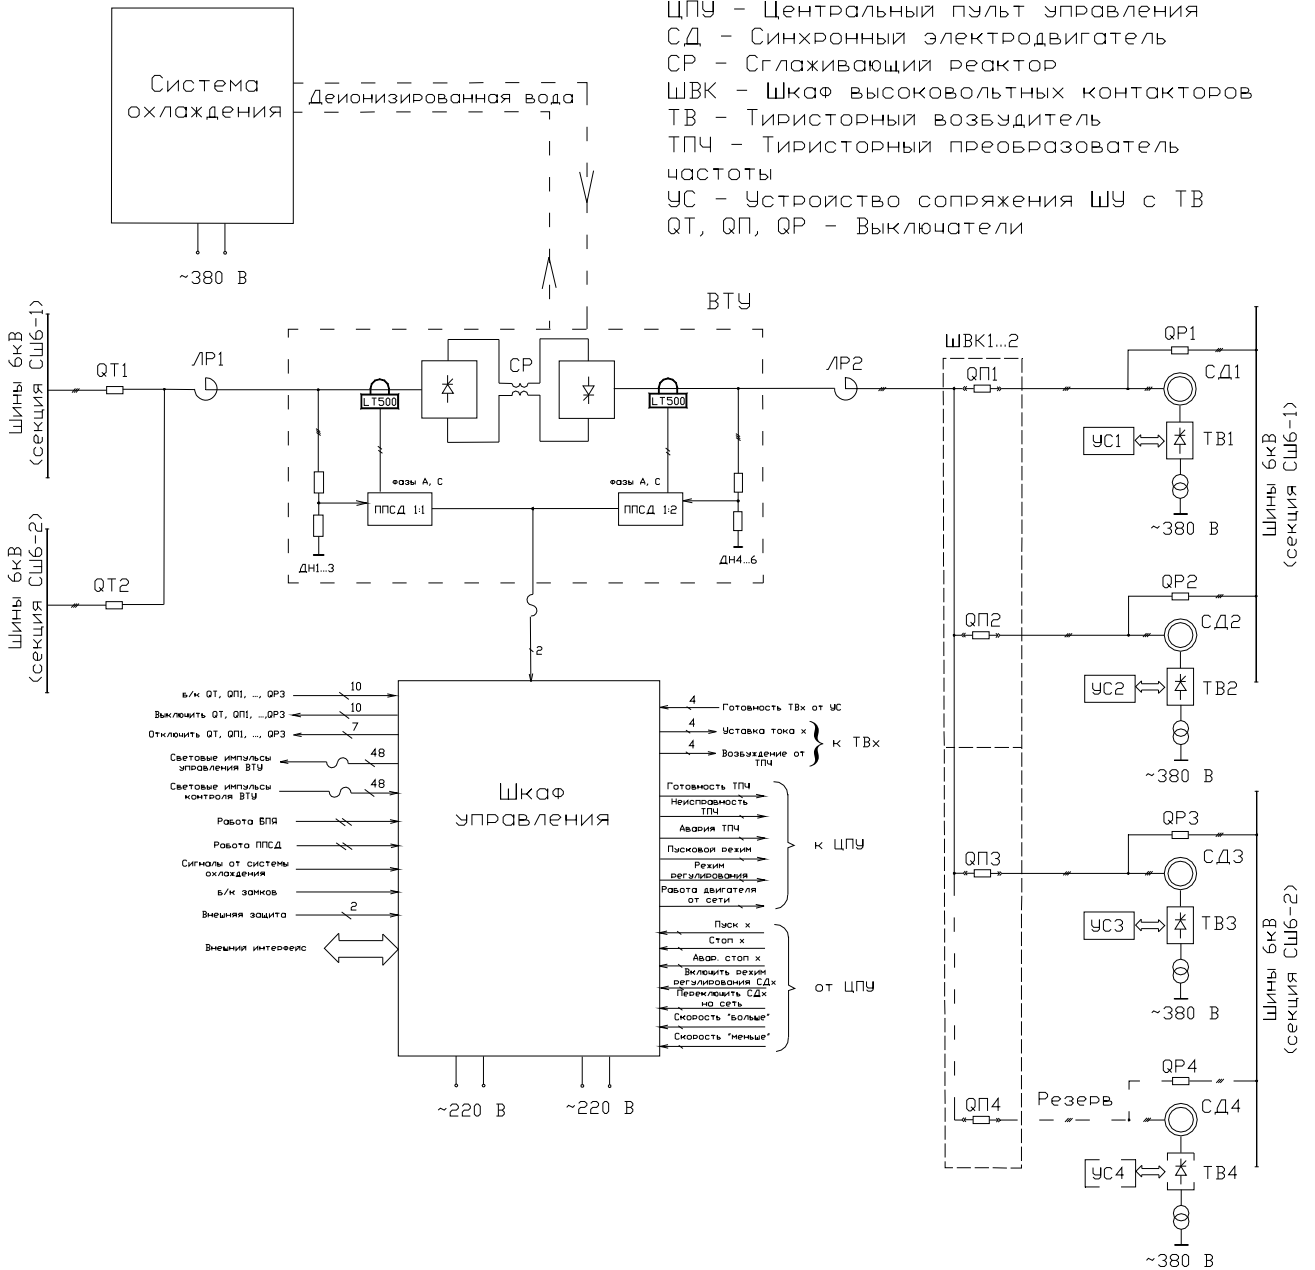 ЦПУ – Центральный пульт управления
СД – Синхронный электродвигатель
СР – Сглаживающий реактор
ШВК – Шкаф высоковольтных контакторов
ТВ – Тиристорный возбудитель
ТПЧ – Тиристорный преобразователь
частоты
УС – Устройство сопряжения ШУ с ТВ
QT, QП, QP – Выключатели
Система
охлаждения
Деионизированная вода
~380 В
Шины 6кВ
(секция СШ6-1)
QT1
ЛР1
ВТУ
СР
LT500
LT500
фазы А, С
фазы А, С
ППСД 1:1
ППСД 1:2
ДН1...3
ДН4...6
2
Шины 6кВ
(секция СШ6-2)
QT2
ЛР2
ШВК1...2
QП1
QP1
СД1
УС1
ТВ1
~380 В
Шины 6кВ
(секция СШ6-1)
QП2
QP2
СД2
УС2
ТВ2
~380 В
QП3
QP3
СД3
УС3
ТВ3
~380 В
Шины 6кВ
(секция СШ6-2)
QП4
Резерв
QP4
СД4
УС4
ТВ4
~380 В
Шкаф
управления
б/к QT, QП1, ..., QP3
10
Выключить QT, QП1, ...,QP3
10
Отключить QT, QП1, ..., QP3
7
Световые импульсы
управления ВТУ
48
Световые импульсы
контроля ВТУ
48
Работа БПЯ
Работа ППСД
Сигналы от системы
охлаждения
б/к замков
Внешняя защита
2
Внешний интерфейс
4
Готовность ТВх от УС
4
Уставка тока х
4
Возбуждение от
ТПЧ
к ТВх
Готовность ТПЧ
Неисправность
ТПЧ
Авария ТПЧ
Пусковой режим
Режим
регулирования
Работа двигателя
от сети
к ЦПУ
Пуск х
Стоп х
Авар. стоп х
Включить режим
регулирования СДх
Переключить СДх
на сеть
Скорость "больше"
Скорость "меньше"
от ЦПУ
~220 В
~220 В